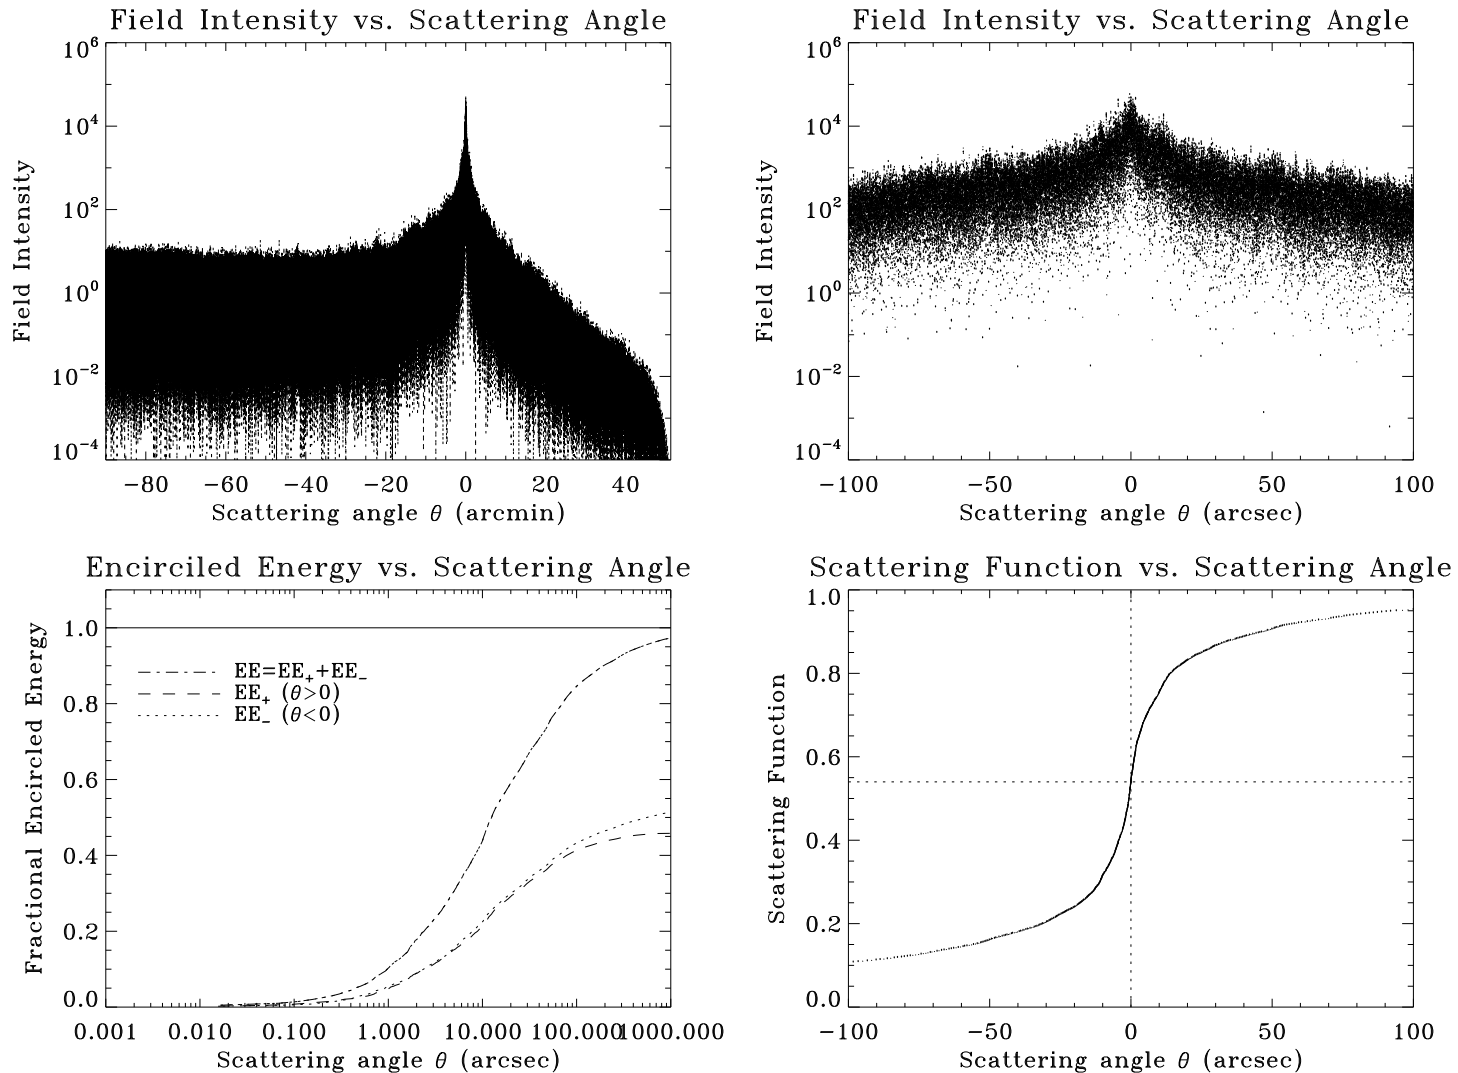 Field Intensity vs. Scattering Angle
Field Intensity
10^6
10^4
10^2
10^0
10^−2
10^−4
−80 −60 −40 −20 0 20 40
Scattering angle θ (arcmin)
Field Intensity vs. Scattering Angle
Field Intensity
10^6
10^4
10^2
10^0
10^−2
10^−4
−100 −50 0 50 100
Scattering angle θ (arcsec)
Encirciled Energy vs. Scattering Angle
Fractional Encircled Energy
1.0
0.8
0.6
0.4
0.2
0.0
EE=EE_+ +EE_−
EE_+ (θ>0)
EE_− (θ<0)
0.001 0.010 0.100 1.000 10.000 100.000 1000.000
Scattering angle θ (arcsec)
Scattering Function vs. Scattering Angle
Scattering Function
1.0
0.8
0.6
0.4
0.2
0.0
−100 −50 0 50 100
Scattering angle θ (arcsec)